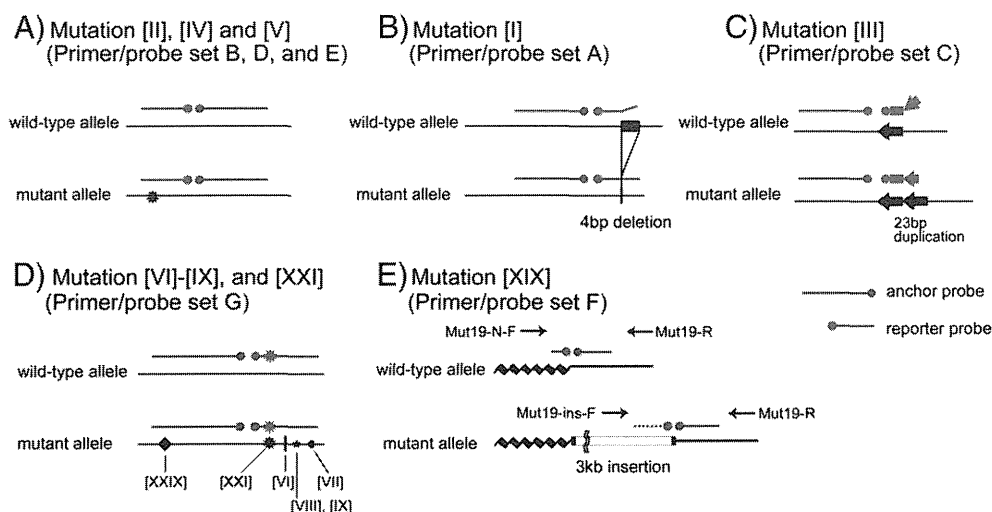 A) Mutation [II], [IV] and [V]
(Primer/probe set B, D, and E)
wild-type allele
mutant allele
B) Mutation [I]
(Primer/probe set A)
wild-type allele
mutant allele
4bp deletion
C) Mutation [III]
(Primer/probe set C)
wild-type allele
mutant allele
23bp
duplication
D) Mutation [VI]-[IX], and [XXI]
(Primer/probe set G)
wild-type allele
mutant allele
[XXIX]
[XXI]
[VI]
[VII]
[VIII], [IX]
E) Mutation [XIX]
(Primer/probe set F)
Mut19-N-F
Mut19-R
wild-type allele
Mut19-ins-F
Mut19-R
mutant allele
3kb insertion
anchor probe
reporter probe